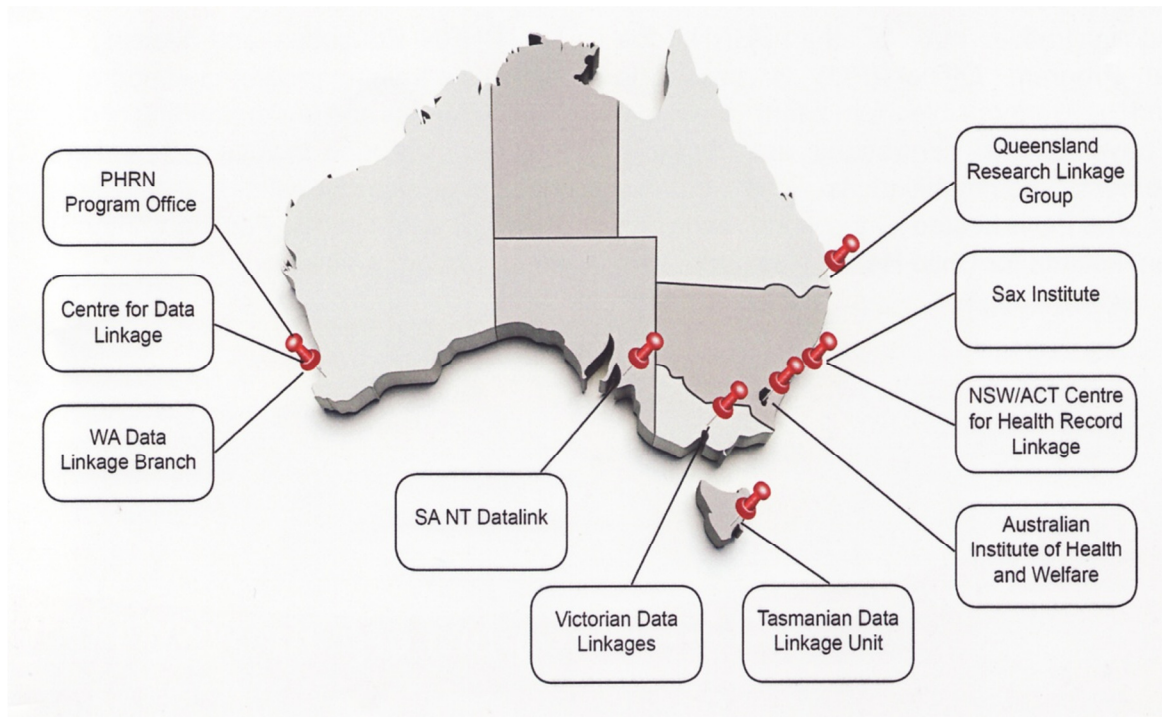 PHRN
Program Office
Centre for Data
Linkage
WA Data
Linkage Branch
SA NT Datalink
Victorian Data
Linkages
Tasmanian Data
Linkage Unit
Queensland
Research Linkage
Group
Sax Institute
NSW/ACT Centre
for Health Record
Linkage
Australian
Institute of Health
and Welfare